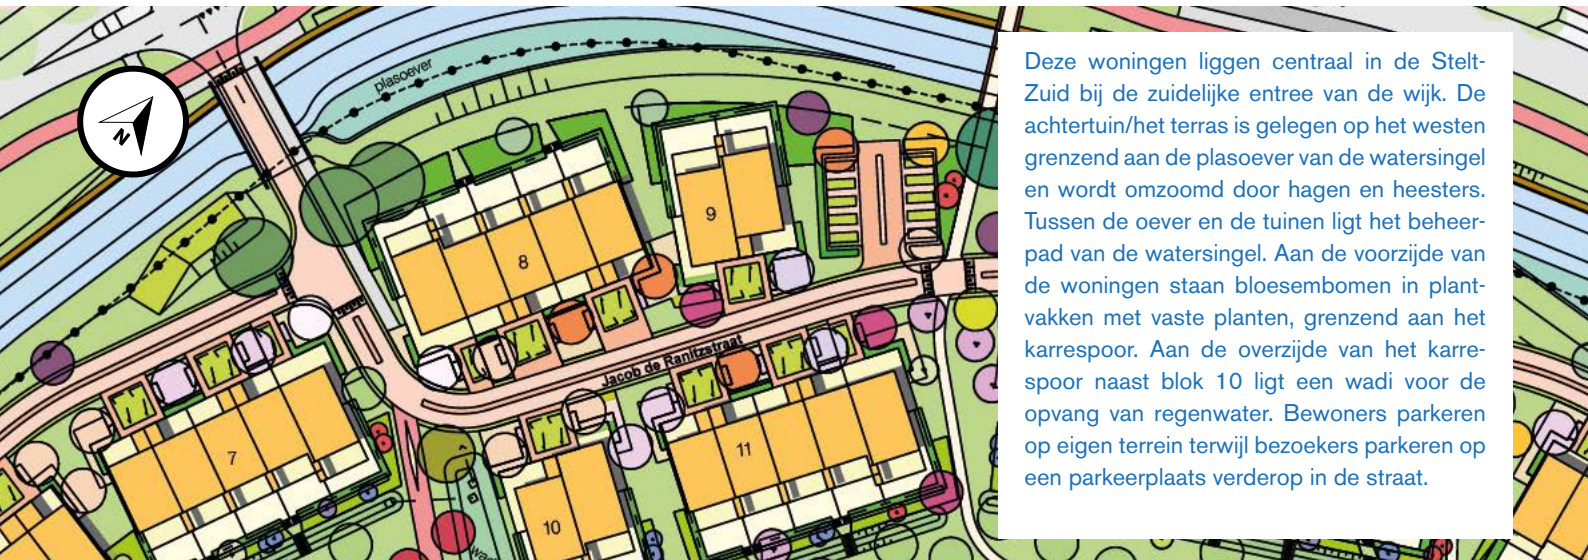 N
plasoever
8
9
Jacob de Ranitzstraat
7
11
10
Deze woningen liggen centraal in de Stelt-
Zuid bij de zuidelijke entree van de wijk. De
achtertuin/het terras is gelegen op het westen
grenzend aan de plasoever van de watersingel
en wordt omzoomd door hagen en heesters.
Tussen de oever en de tuinen ligt het beheer-
pad van de watersingel. Aan de voorzijde van
de woningen staan bloesembomen in plant-
vakken met vaste planten, grenzend aan het
karrespoor. Aan de overzijde van het karre-
spoor naast blok 10 ligt een wadi voor de
opvang van regenwater. Bewoners parkeren
op eigen terrein terwijl bezoekers parkeren op
een parkeerplaats verderop in de straat.